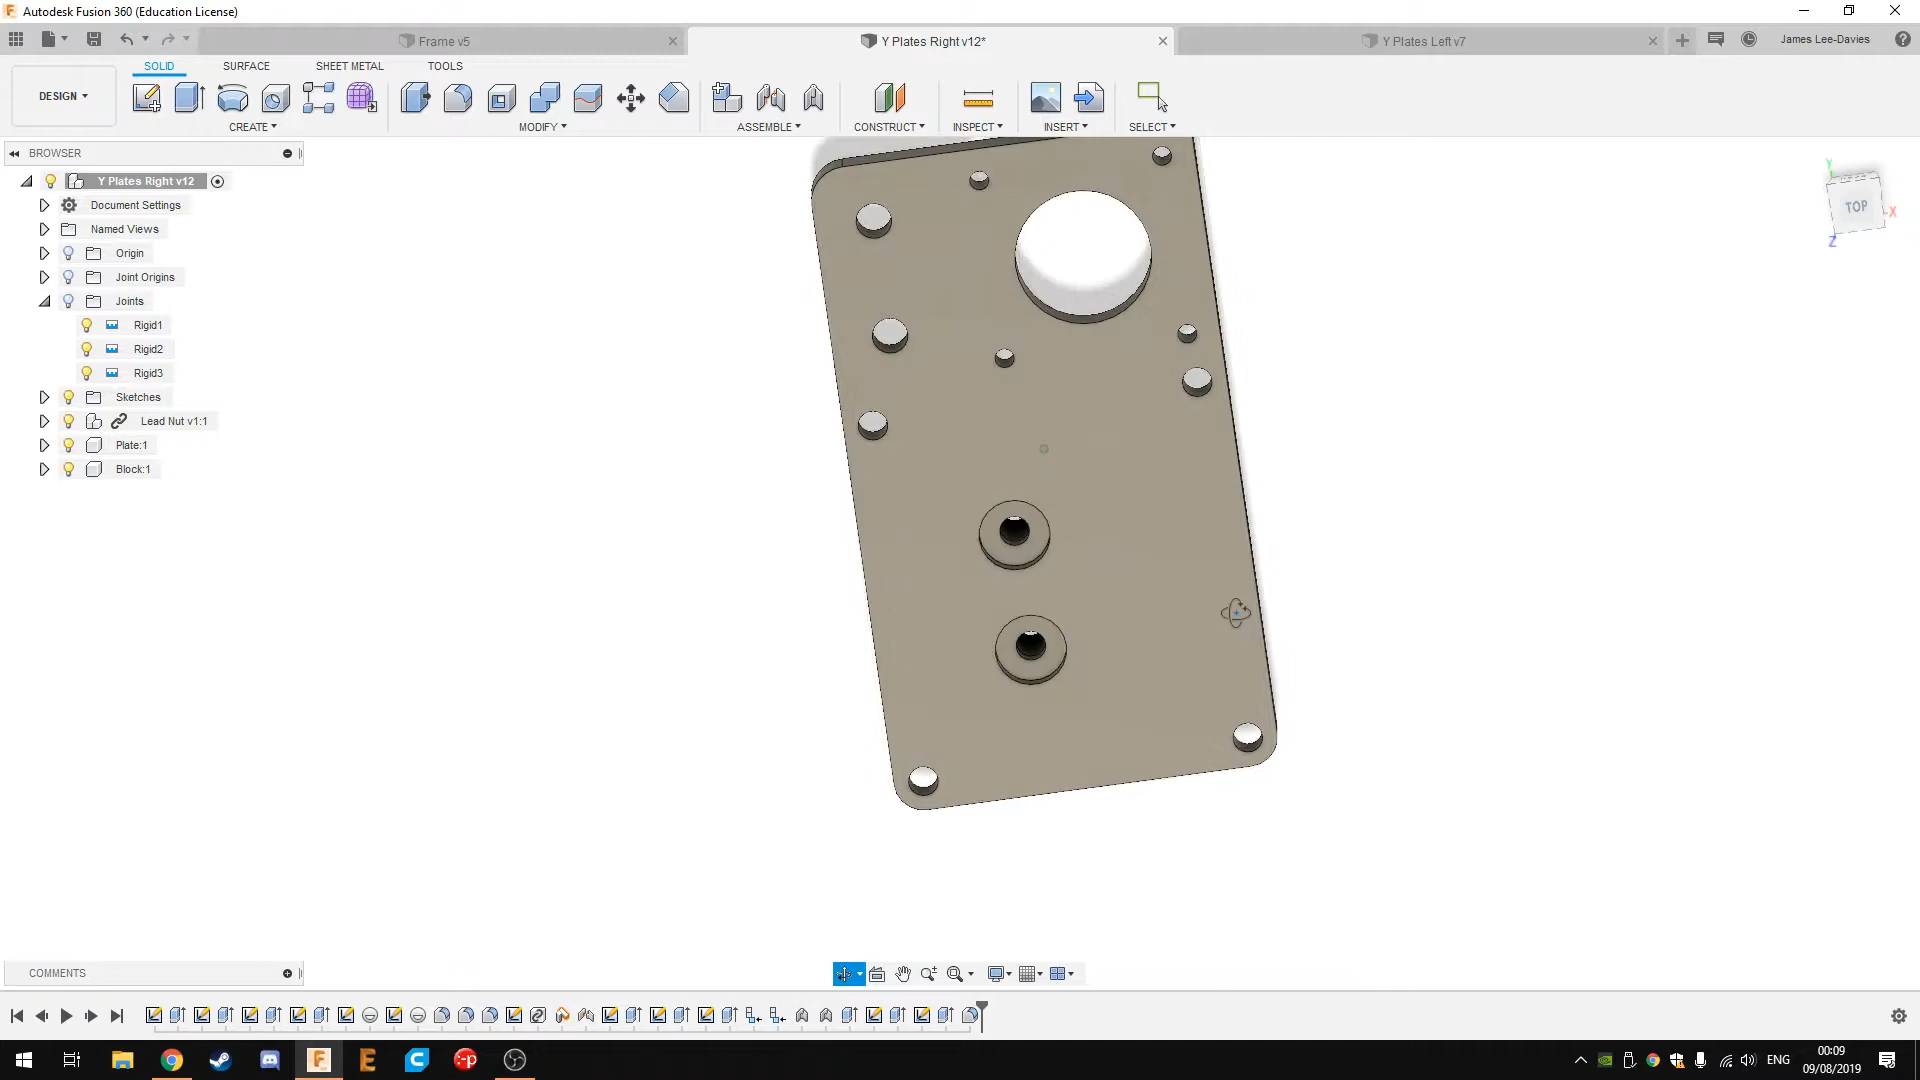 Autodesk Fusion 360 (Education License)
Frame v5
Y Plates Right v12*
Y Plates Left v7
James Lee-Davies
SOLID
SURFACE
SHEET METAL
TOOLS
DESIGN
CREATE
MODIFY
ASSEMBLE
CONSTRUCT
INSPECT
INSERT
SELECT
BROWSER
Y Plates Right v12
Document Settings
Named Views
Origin
Joint Origins
Joints
Rigid1
Rigid2
Rigid3
Sketches
Lead Nut v1:1
Plate:1
Block:1
Y
TOP
X
Z
COMMENTS
ENG
00:09
09/08/2019